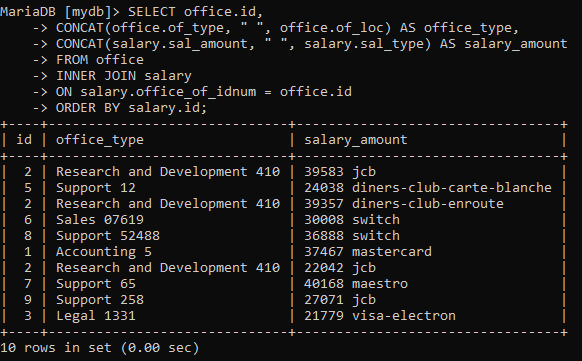 MariaDB [mydb]> SELECT office.id,
    -> CONCAT(office.of_type, " ", office.of_loc) AS office_type,
    -> CONCAT(salary.sal_amount, " ", salary.sal_type) AS salary_amount
    -> FROM office
    -> INNER JOIN salary
    -> ON salary.office_of_idnum = office.id
    -> ORDER BY salary.id;
+----+------------------------------+---------------------------------+
| id | office_type                  | salary_amount                   |
+----+------------------------------+---------------------------------+
|  2 | Research and Development 410 | 39583 jcb                       |
|  5 | Support 12                   | 24038 diners-club-carte-blanche |
|  2 | Research and Development 410 | 39357 diners-club-enroute       |
|  6 | Sales 07619                  | 30008 switch                    |
|  8 | Support 52488                | 36888 switch                    |
|  1 | Accounting 5                 | 37467 mastercard                |
|  2 | Research and Development 410 | 22042 jcb                       |
|  7 | Support 65                   | 40168 maestro                   |
|  9 | Support 258                  | 27071 jcb                       |
|  3 | Legal 1331                   | 21779 visa-electron             |
+----+------------------------------+---------------------------------+
10 rows in set (0.00 sec)